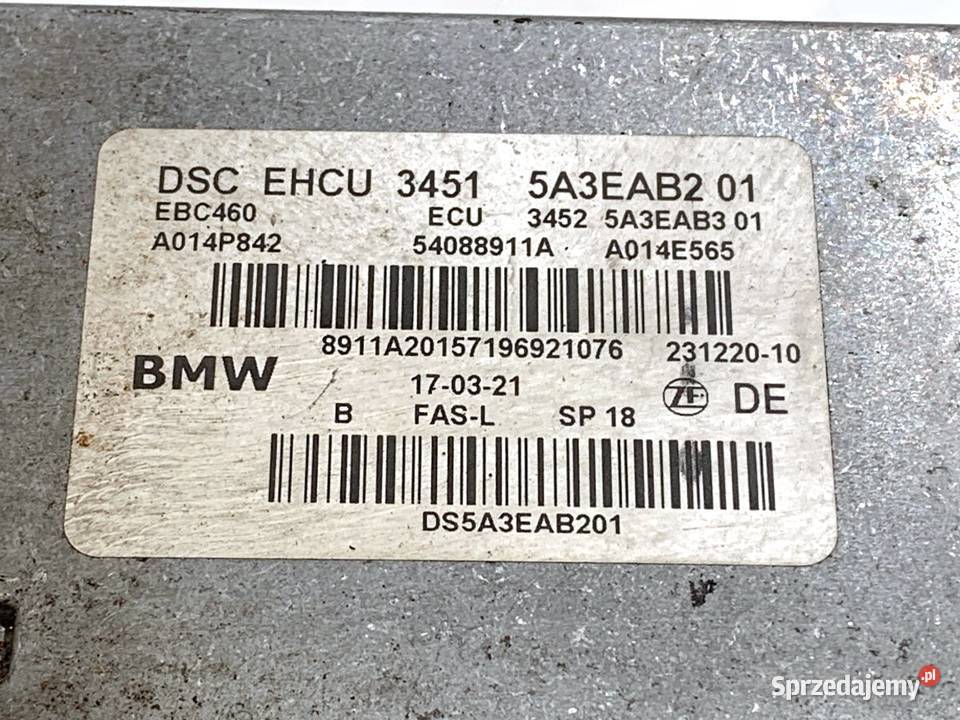 DSC EHCU 3451 5A3EAB2 01
EBC460 ECU 3452 5A3EAB3 01
A014P842 54088911A A014E565
8911A20157196921076 231220-10
BMW 17-03-21 ZF DE
B FAS-L SP 18
DS5A3EAB201
Sprzedajemy.pl